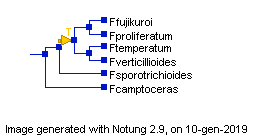 T
Ffujikuroi
Fproliferatum
Ftemperatum
Fverticillioides
Fsporotrichioides
Fcamptoceras
Image generated with Notung 2.9, on 10-gen-2019